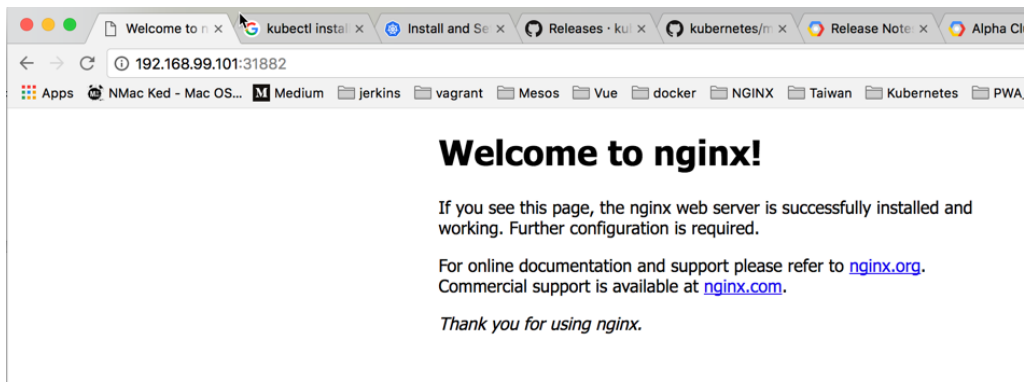 Welcome to n kubectl instal Install and Se Releases · ku kubernetes/m Release Note Alpha Cl
192.168.99.101:31882
Apps NMac Ked - Mac OS... Medium jerkins vagrant Mesos Vue docker NGINX Taiwan Kubernetes PWA_
Welcome to nginx!
If you see this page, the nginx web server is successfully installed and
working. Further configuration is required.
For online documentation and support please refer to nginx.org.
Commercial support is available at nginx.com.
Thank you for using nginx.